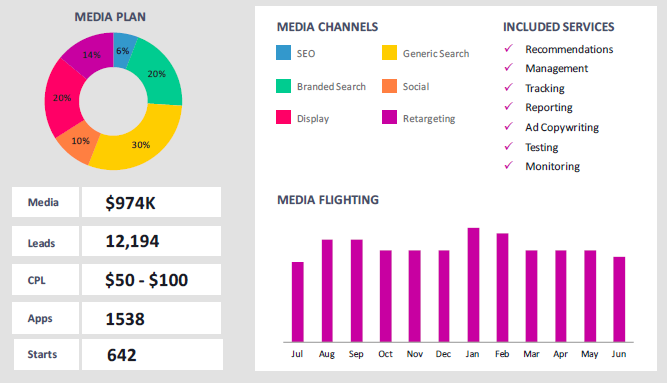 MEDIA PLAN
6%
20%
30%
10%
20%
14%
Media $974K
Leads 12,194
CPL $50 - $100
Apps 1538
Starts 642
MEDIA CHANNELS
SEO Generic Search
Branded Search Social
Display Retargeting
INCLUDED SERVICES
✓ Recommendations
✓ Management
✓ Tracking
✓ Reporting
✓ Ad Copywriting
✓ Testing
✓ Monitoring
MEDIA FLIGHTING
Jul Aug Sep Oct Nov Dec Jan Feb Mar Apr May Jun